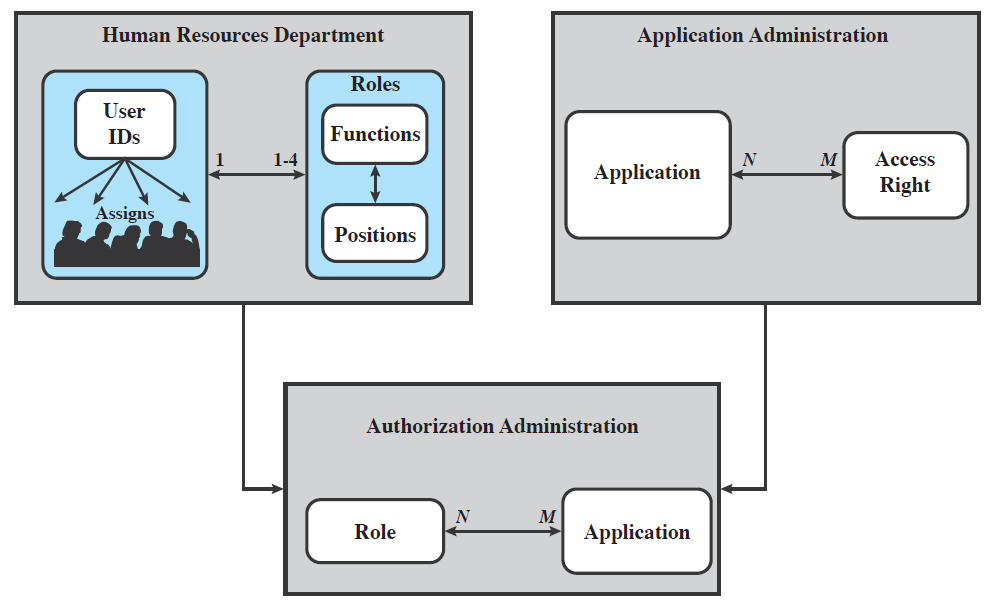 Human Resources Department
User
IDs
Assigns
1
1-4
Roles
Functions
Positions
Application Administration
Application
N
M
Access
Right
Authorization Administration
Role
N
M
Application